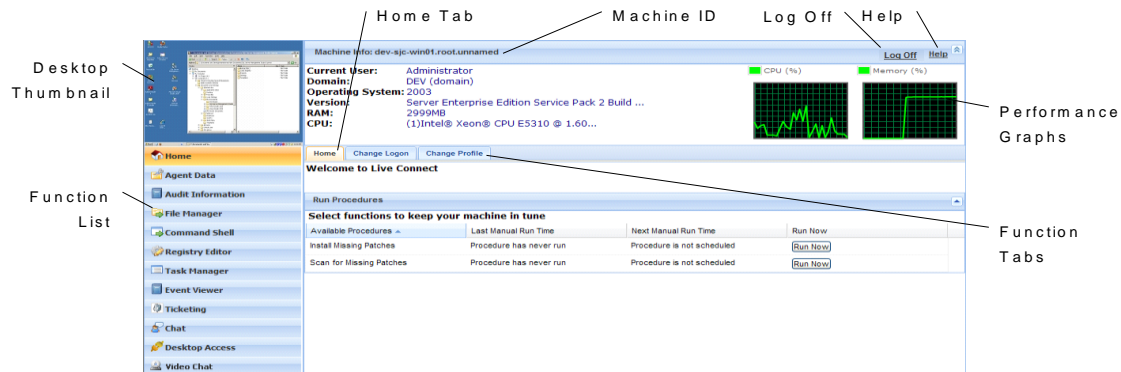 Home Tab
Machine ID
Log Off
Help
Desktop
Thumbnail
Machine Info: dev-sjc-win01.root.unnamed
Log Off
Help
Current User: Administrator
Domain: DEV (domain)
Operating System: 2003
Version: Server Enterprise Edition Service Pack 2 Build ...
RAM: 2999MB
CPU: (1)Intel® Xeon® CPU E5310 @ 1.60...
CPU (%)
Memory (%)
Performance
Graphs
Home
Change Logon
Change Profile
Welcome to Live Connect
Run Procedures
Select functions to keep your machine in tune
Available Procedures
Last Manual Run Time
Next Manual Run Time
Run Now
Install Missing Patches
Procedure has never run
Procedure is not scheduled
Run Now
Scan for Missing Patches
Procedure has never run
Procedure is not scheduled
Run Now
Function
Tabs
Function
List
Home
Agent Data
Audit Information
File Manager
Command Shell
Registry Editor
Task Manager
Event Viewer
Ticketing
Chat
Desktop Access
Video Chat